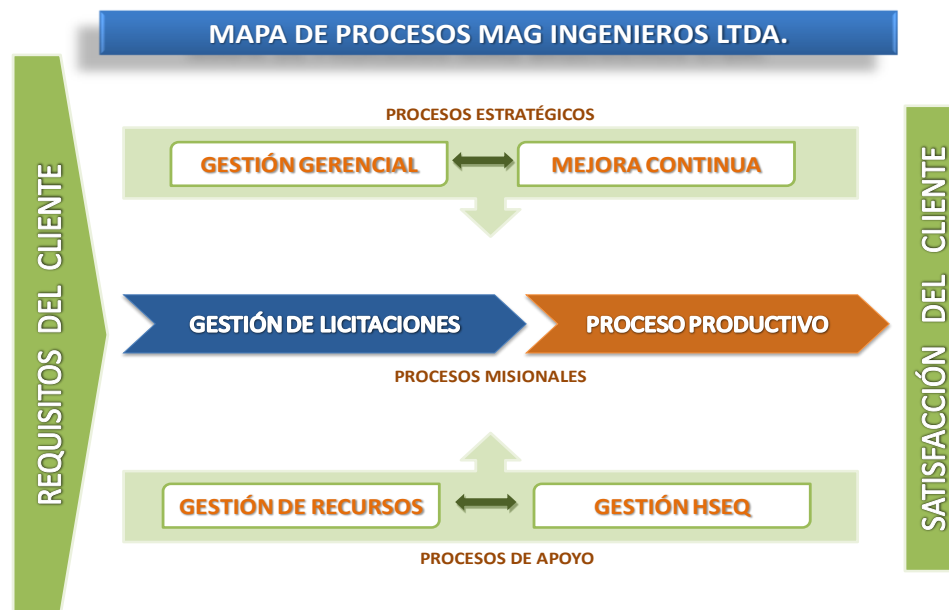 MAPA DE PROCESOS MAG INGENIEROS LTDA.
REQUISITOS DEL CLIENTE
PROCESOS ESTRATÉGICOS
GESTIÓN GERENCIAL
MEJORA CONTINUA
GESTIÓN DE LICITACIONES
PROCESO PRODUCTIVO
PROCESOS MISIONALES
GESTIÓN DE RECURSOS
GESTIÓN HSEQ
PROCESOS DE APOYO
SATISFACCIÓN DEL CLIENTE